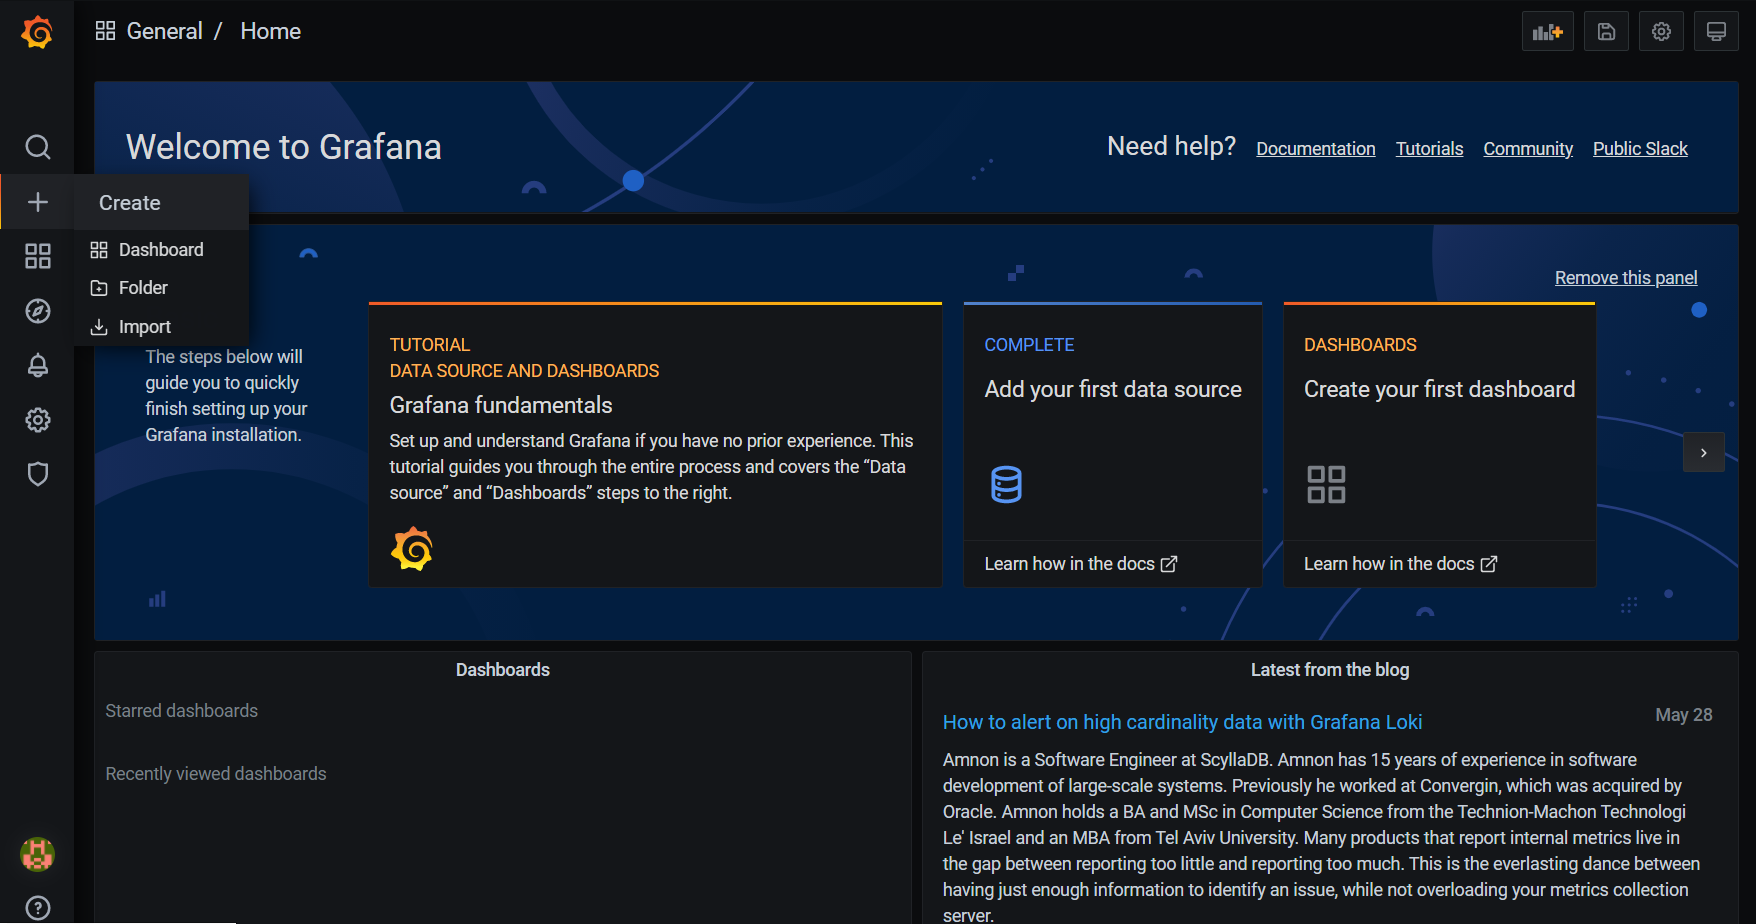 General / Home
Welcome to Grafana
Need help? Documentation Tutorials Community Public Slack
Create
Dashboard
Folder
Import
Remove this panel
The steps below will
guide you to quickly
finish setting up your
Grafana installation.
TUTORIAL
DATA SOURCE AND DASHBOARDS
Grafana fundamentals
Set up and understand Grafana if you have no prior experience. This
tutorial guides you through the entire process and covers the “Data
source” and “Dashboards” steps to the right.
COMPLETE
Add your first data source
Learn how in the docs
DASHBOARDS
Create your first dashboard
Learn how in the docs
Dashboards
Starred dashboards
Recently viewed dashboards
Latest from the blog
How to alert on high cardinality data with Grafana Loki
May 28
Amnon is a Software Engineer at ScyllaDB. Amnon has 15 years of experience in software
development of large-scale systems. Previously he worked at Convergin, which was acquired by
Oracle. Amnon holds a BA and MSc in Computer Science from the Technion-Machon Technologi
Le' Israel and an MBA from Tel Aviv University. Many products that report internal metrics live in
the gap between reporting too little and reporting too much. This is the everlasting dance between
having just enough information to identify an issue, while not overloading your metrics collection
server.